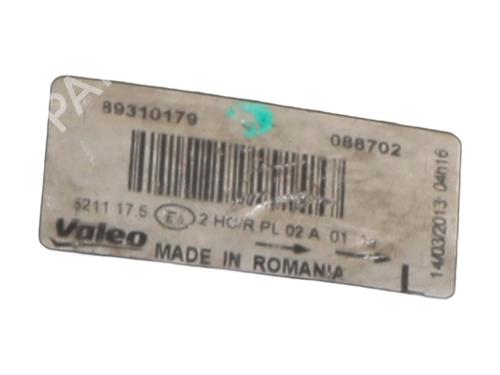 89310179
088702
5211 17.5 2 HC/R PL 02 A 01
Valeo
MADE IN ROMANIA
L
14/03/2013 04h16